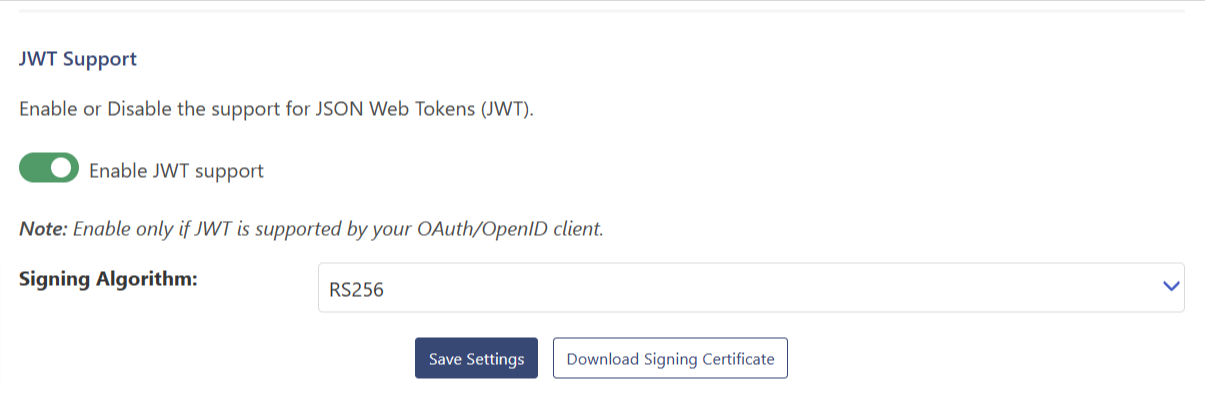 JWT Support
Enable or Disable the support for JSON Web Tokens (JWT).
Enable JWT support
Note: Enable only if JWT is supported by your OAuth/OpenID client.
Signing Algorithm:
RS256
Save Settings
Download Signing Certificate